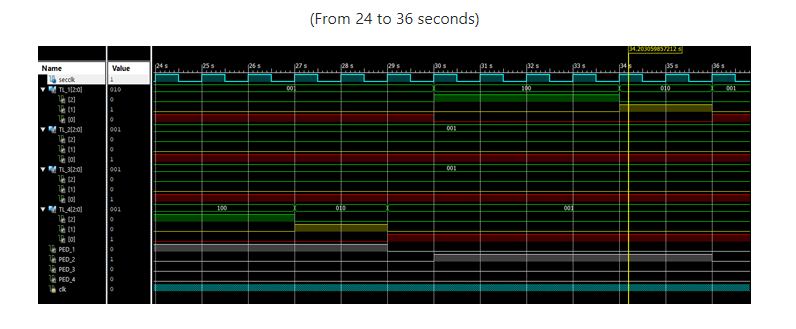 (From 24 to 36 seconds)
34.203059857212 s
Name Value 24 s 25 s 26 s 27 s 28 s 29 s 30 s 31 s 32 s 33 s 34 s 35 s 36 s
secclk 1
TL_1[2:0] 010 001 100 010 001
[2] 0
[1] 1
[0] 0
TL_2[2:0] 001 001
[2] 0
[1] 0
[0] 1
TL_3[2:0] 001 001
[2] 0
[1] 0
[0] 1
TL_4[2:0] 001 100 010 001
[2] 0
[1] 0
[0] 1
PED_1 0
PED_2 1
PED_3 0
PED_4 0
clk 0